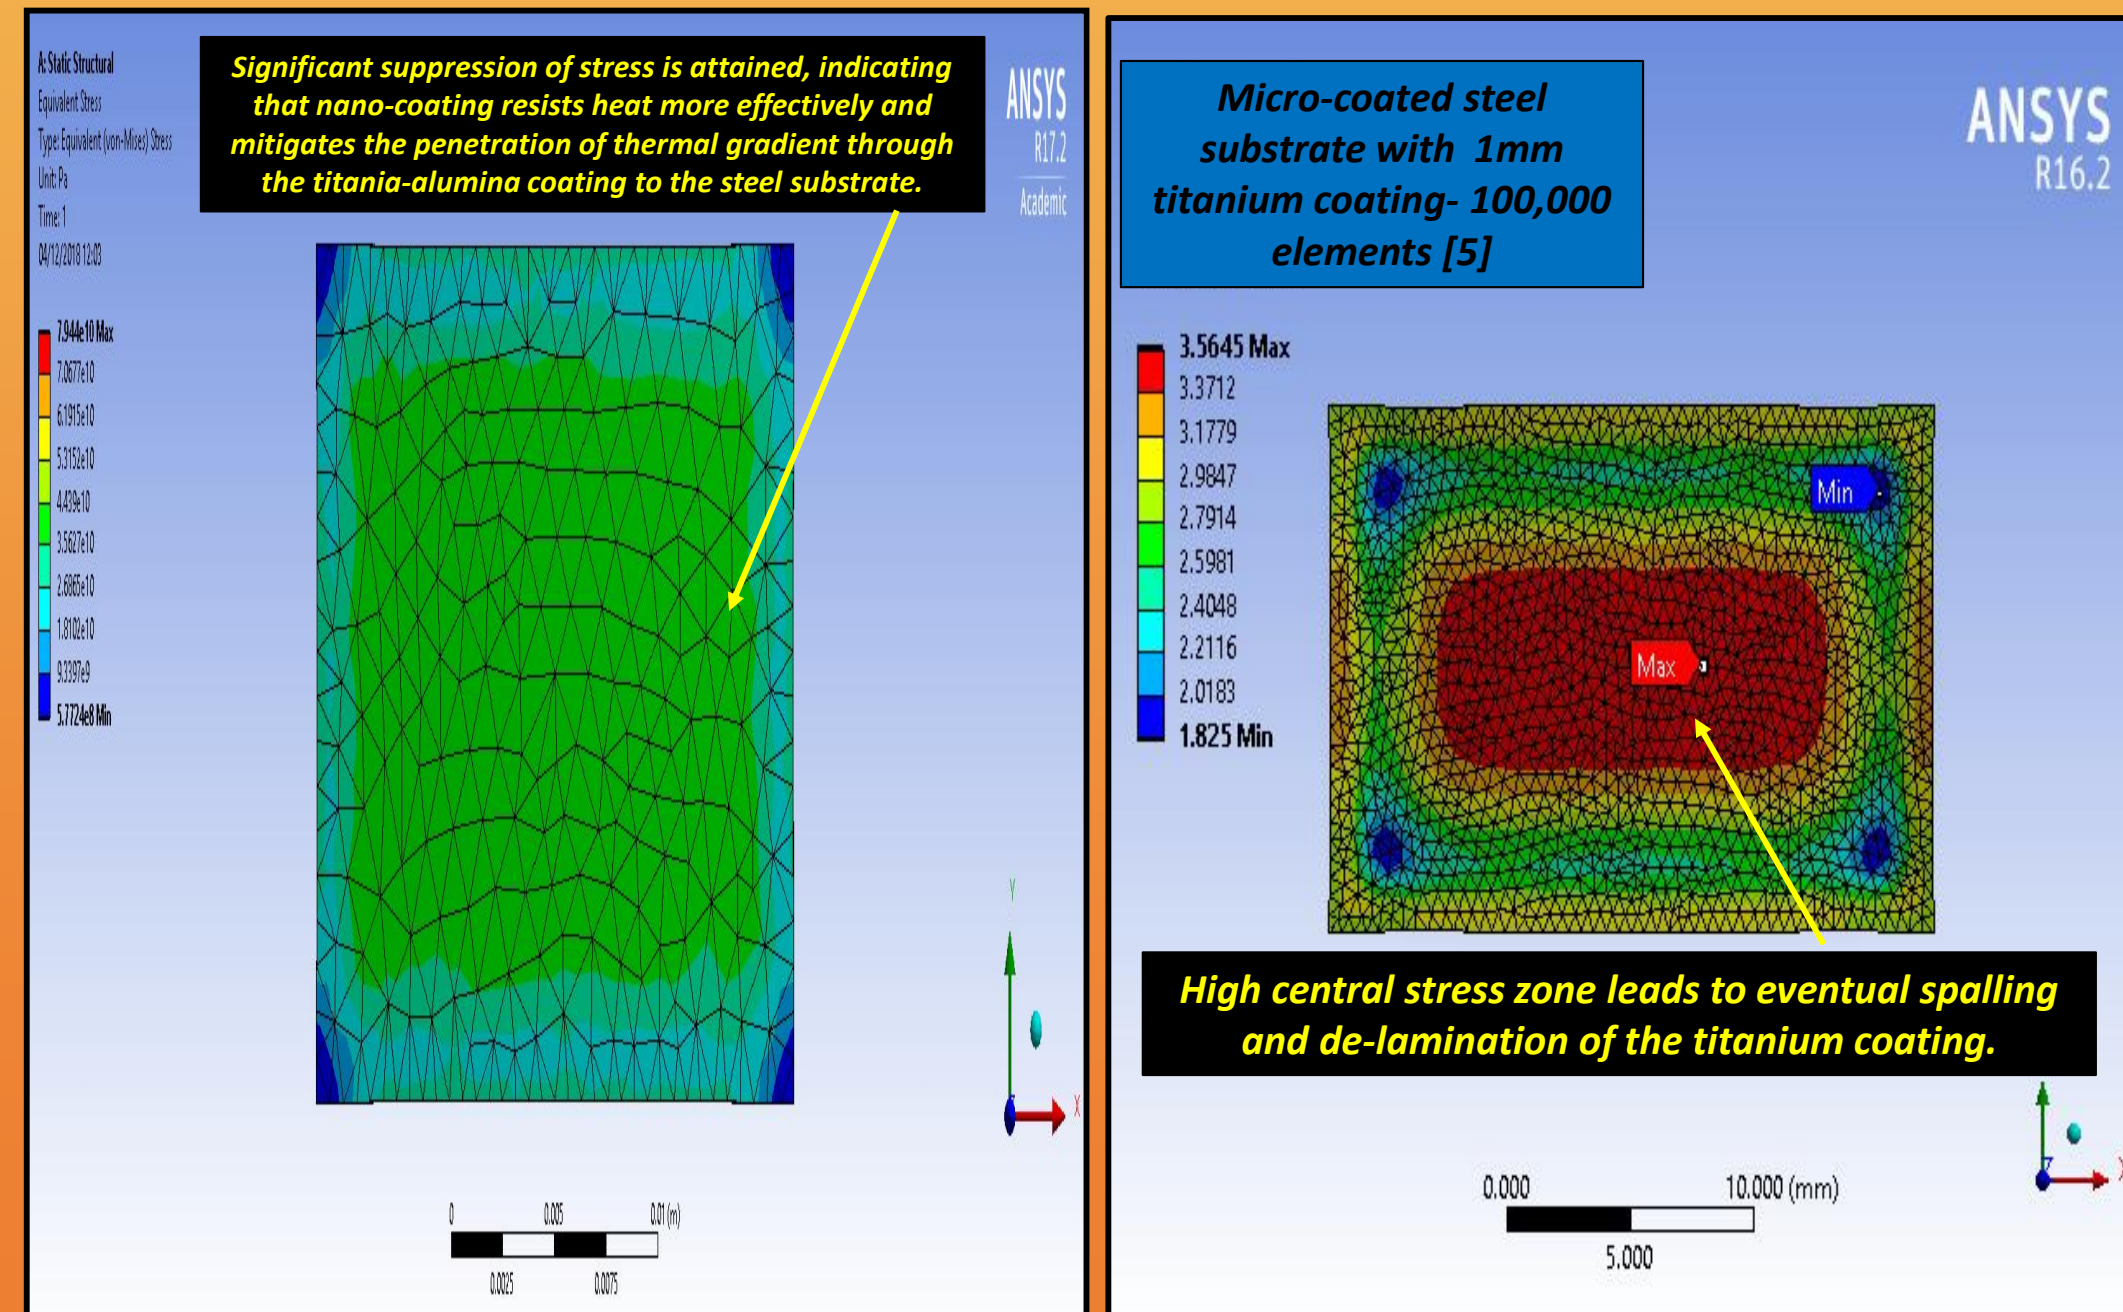 A: Static Structural
Equivalent Stress
Type: Equivalent (von-Mises) Stress
Unit: Pa
Time: 1
04/12/2018 12:03
Significant suppression of stress is attained, indicating
that nano-coating resists heat more effectively and
mitigates the penetration of thermal gradient through
the titania-alumina coating to the steel substrate.
ANSYS
R17.2
Academic
7.944e10 Max
7.0677e10
6.1915e10
5.3152e10
4.439e10
3.5627e10
2.6865e10
1.8102e10
9.3397e9
5.7724e8 Min
Y
X
0
0.005
0.01 (m)
0.0025
0.0075
Micro-coated steel
substrate with 1mm
titanium coating- 100,000
elements [5]
ANSYS
R16.2
3.5645 Max
3.3712
3.1779
2.9847
2.7914
2.5981
2.4048
2.2116
2.0183
1.825 Min
Min
Max
High central stress zone leads to eventual spalling
and de-lamination of the titanium coating.
Z
X
0.000
10.000 (mm)
5.000